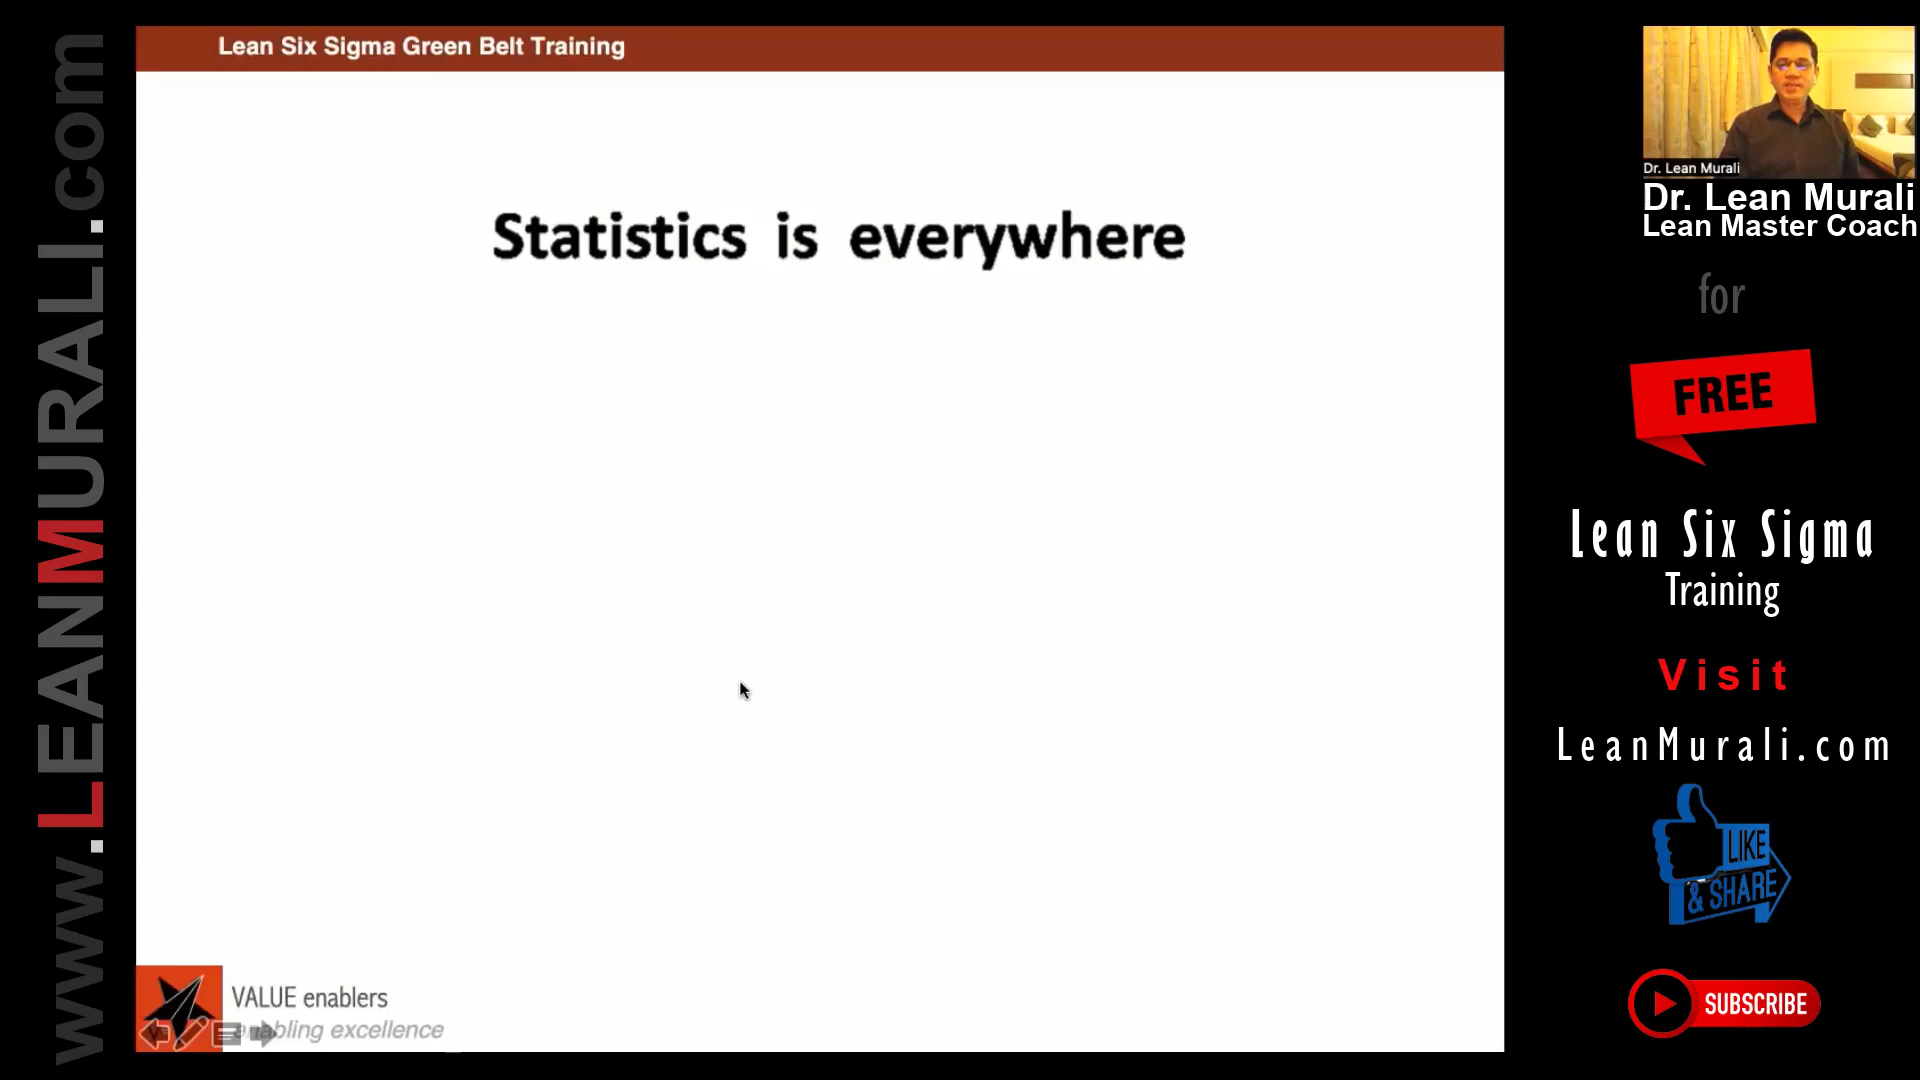 www.LEANMURALI.com
Lean Six Sigma Green Belt Training
Statistics is everywhere
VALUE enablers
enabling excellence
Dr. Lean Murali
Dr. Lean Murali
Lean Master Coach
for
FREE
Lean Six Sigma
Training
Visit
LeanMurali.com
LIKE
& SHARE
SUBSCRIBE